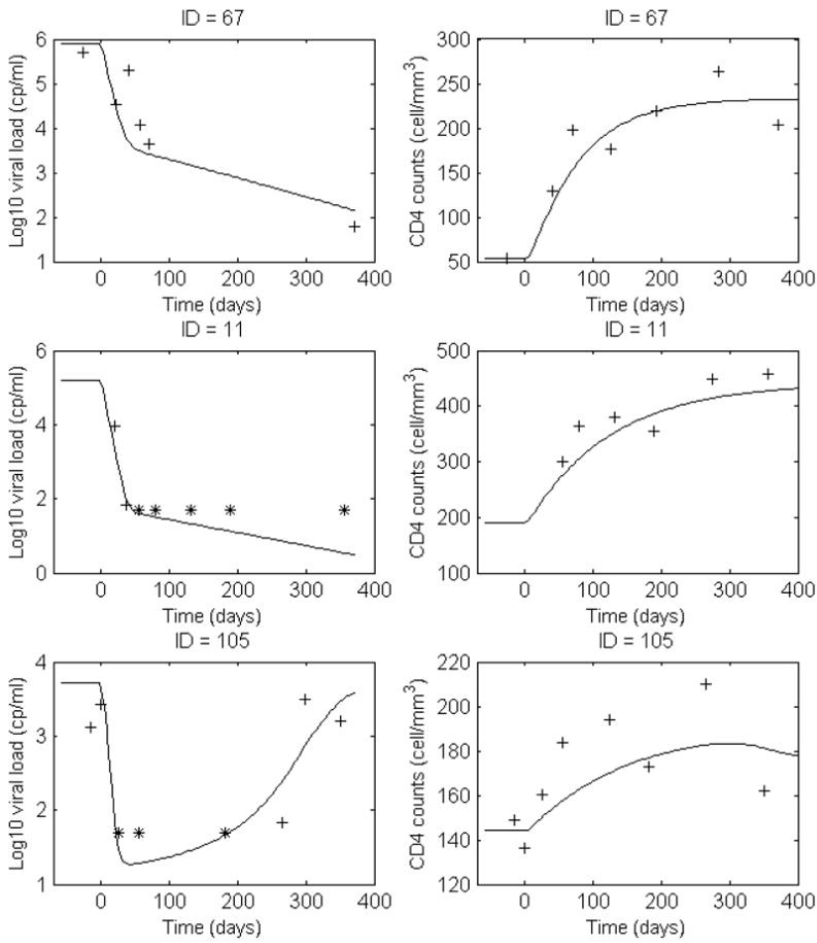 ID = 67
Log10 viral load (cp/ml)
6
5
4
3
2
1
0 100 200 300 400
Time (days)
ID = 67
CD4 counts (cell/mm³)
300
250
200
150
100
50
0 100 200 300 400
Time (days)
ID = 11
Log10 viral load (cp/ml)
6
4
2
0
0 100 200 300 400
Time (days)
ID = 11
CD4 counts (cell/mm³)
500
400
300
200
100
0 100 200 300 400
Time (days)
ID = 105
Log10 viral load (cp/ml)
4
3
2
1
0 100 200 300 400
Time (days)
ID = 105
CD4 counts (cell/mm³)
220
200
180
160
140
120
0 100 200 300 400
Time (days)